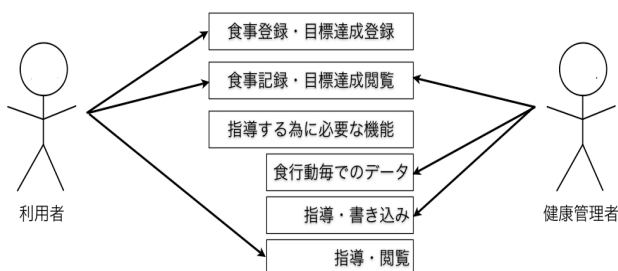 食事登録・目標達成登録
食事記録・目標達成閲覧
指導する為に必要な機能
食行動毎でのデータ
指導・書き込み
指導・閲覧
利用者
健康管理者